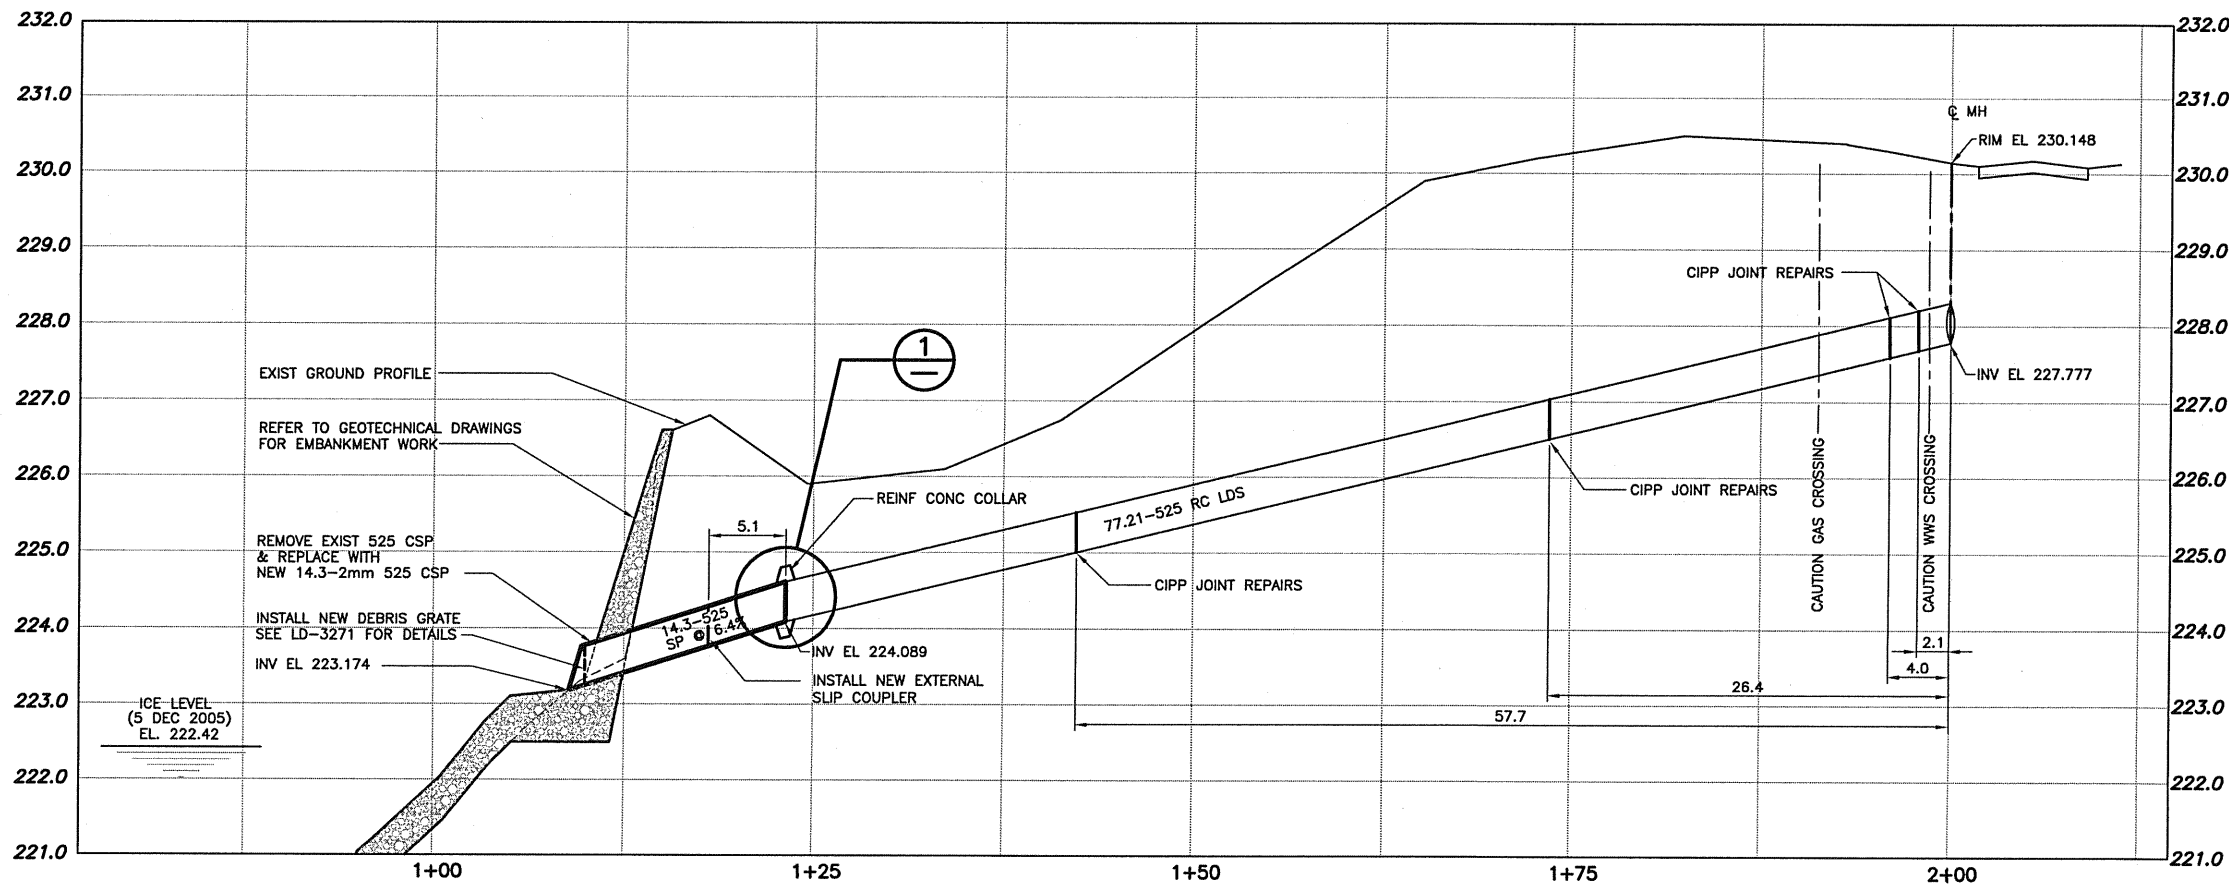 232.0
231.0
230.0
229.0
228.0
227.0
226.0
225.0
224.0
223.0
222.0
221.0
232.0
231.0
230.0
229.0
228.0
227.0
226.0
225.0
224.0
223.0
222.0
221.0
1+00
1+25
1+50
1+75
2+00
℄ MH
RIM EL 230.148
CIPP JOINT REPAIRS
INV EL 227.777
1
EXIST GROUND PROFILE
REFER TO GEOTECHNICAL DRAWINGS
FOR EMBANKMENT WORK
REINF CONC COLLAR
77.21-525 RC LDS
CIPP JOINT REPAIRS
CAUTION GAS CROSSING
CAUTION WWS CROSSING
5.1
REMOVE EXIST 525 CSP
& REPLACE WITH
NEW 14.3-2mm 525 CSP
CIPP JOINT REPAIRS
INSTALL NEW DEBRIS GRATE
SEE LD-3271 FOR DETAILS
14.3-525
SP @ 6.4%
INV EL 223.174
INV EL 224.089
INSTALL NEW EXTERNAL
SLIP COUPLER
2.1
4.0
26.4
57.7
ICE LEVEL
(5 DEC 2005)
EL. 222.42